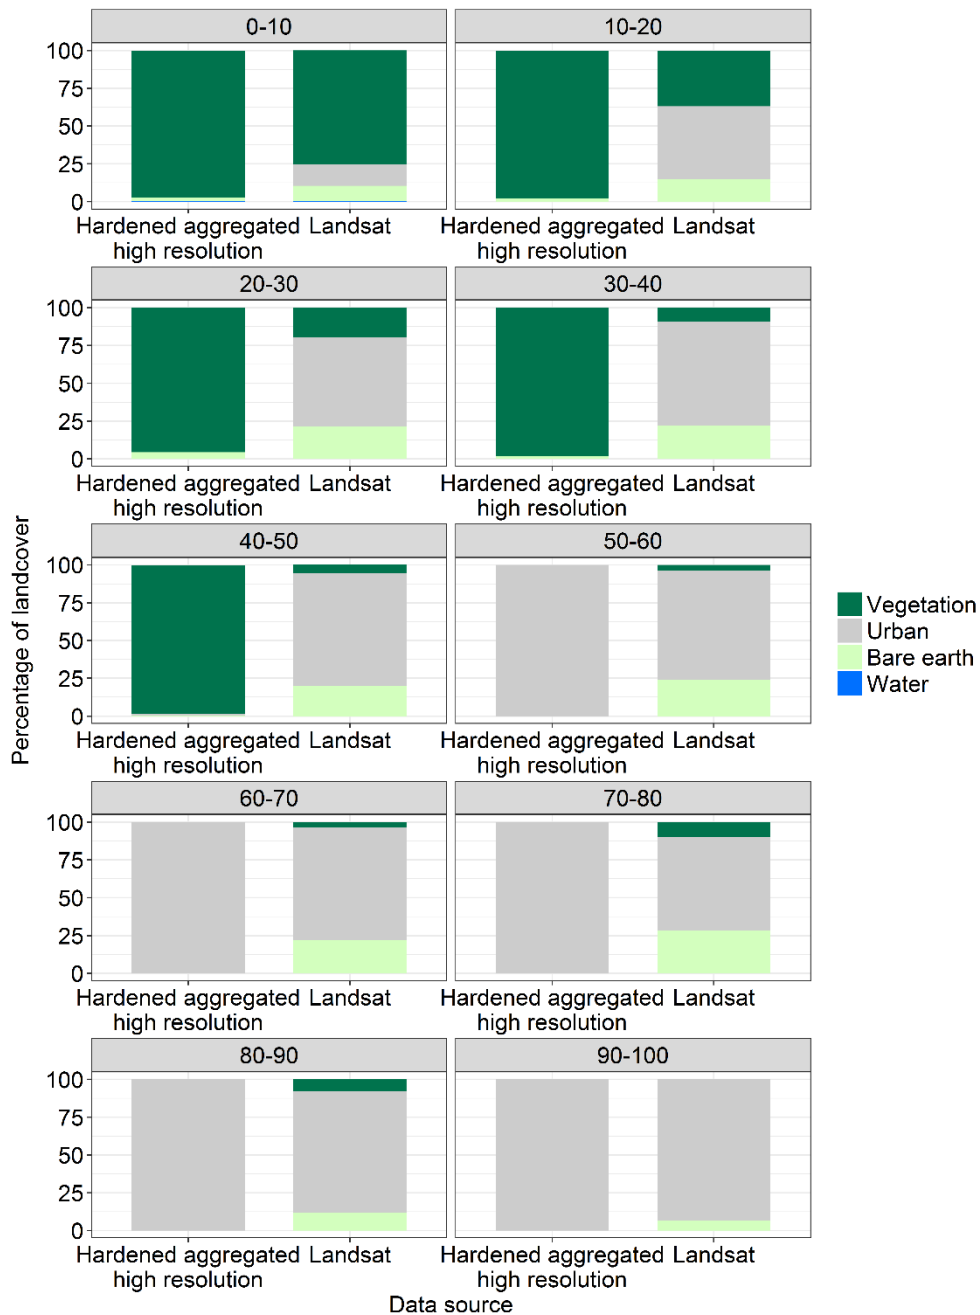 0-10
10-20
100
75
50
25
0
Hardened aggregated
high resolution
Landsat
Hardened aggregated
high resolution
Landsat
20-30
30-40
100
75
50
25
0
Hardened aggregated
high resolution
Landsat
Hardened aggregated
high resolution
Landsat
40-50
50-60
100
75
50
25
0
Hardened aggregated
high resolution
Landsat
Hardened aggregated
high resolution
Landsat
60-70
70-80
100
75
50
25
0
Hardened aggregated
high resolution
Landsat
Hardened aggregated
high resolution
Landsat
80-90
90-100
100
75
50
25
0
Hardened aggregated
high resolution
Landsat
Hardened aggregated
high resolution
Landsat
Percentage of landcover
Data source
Vegetation
Urban
Bare earth
Water